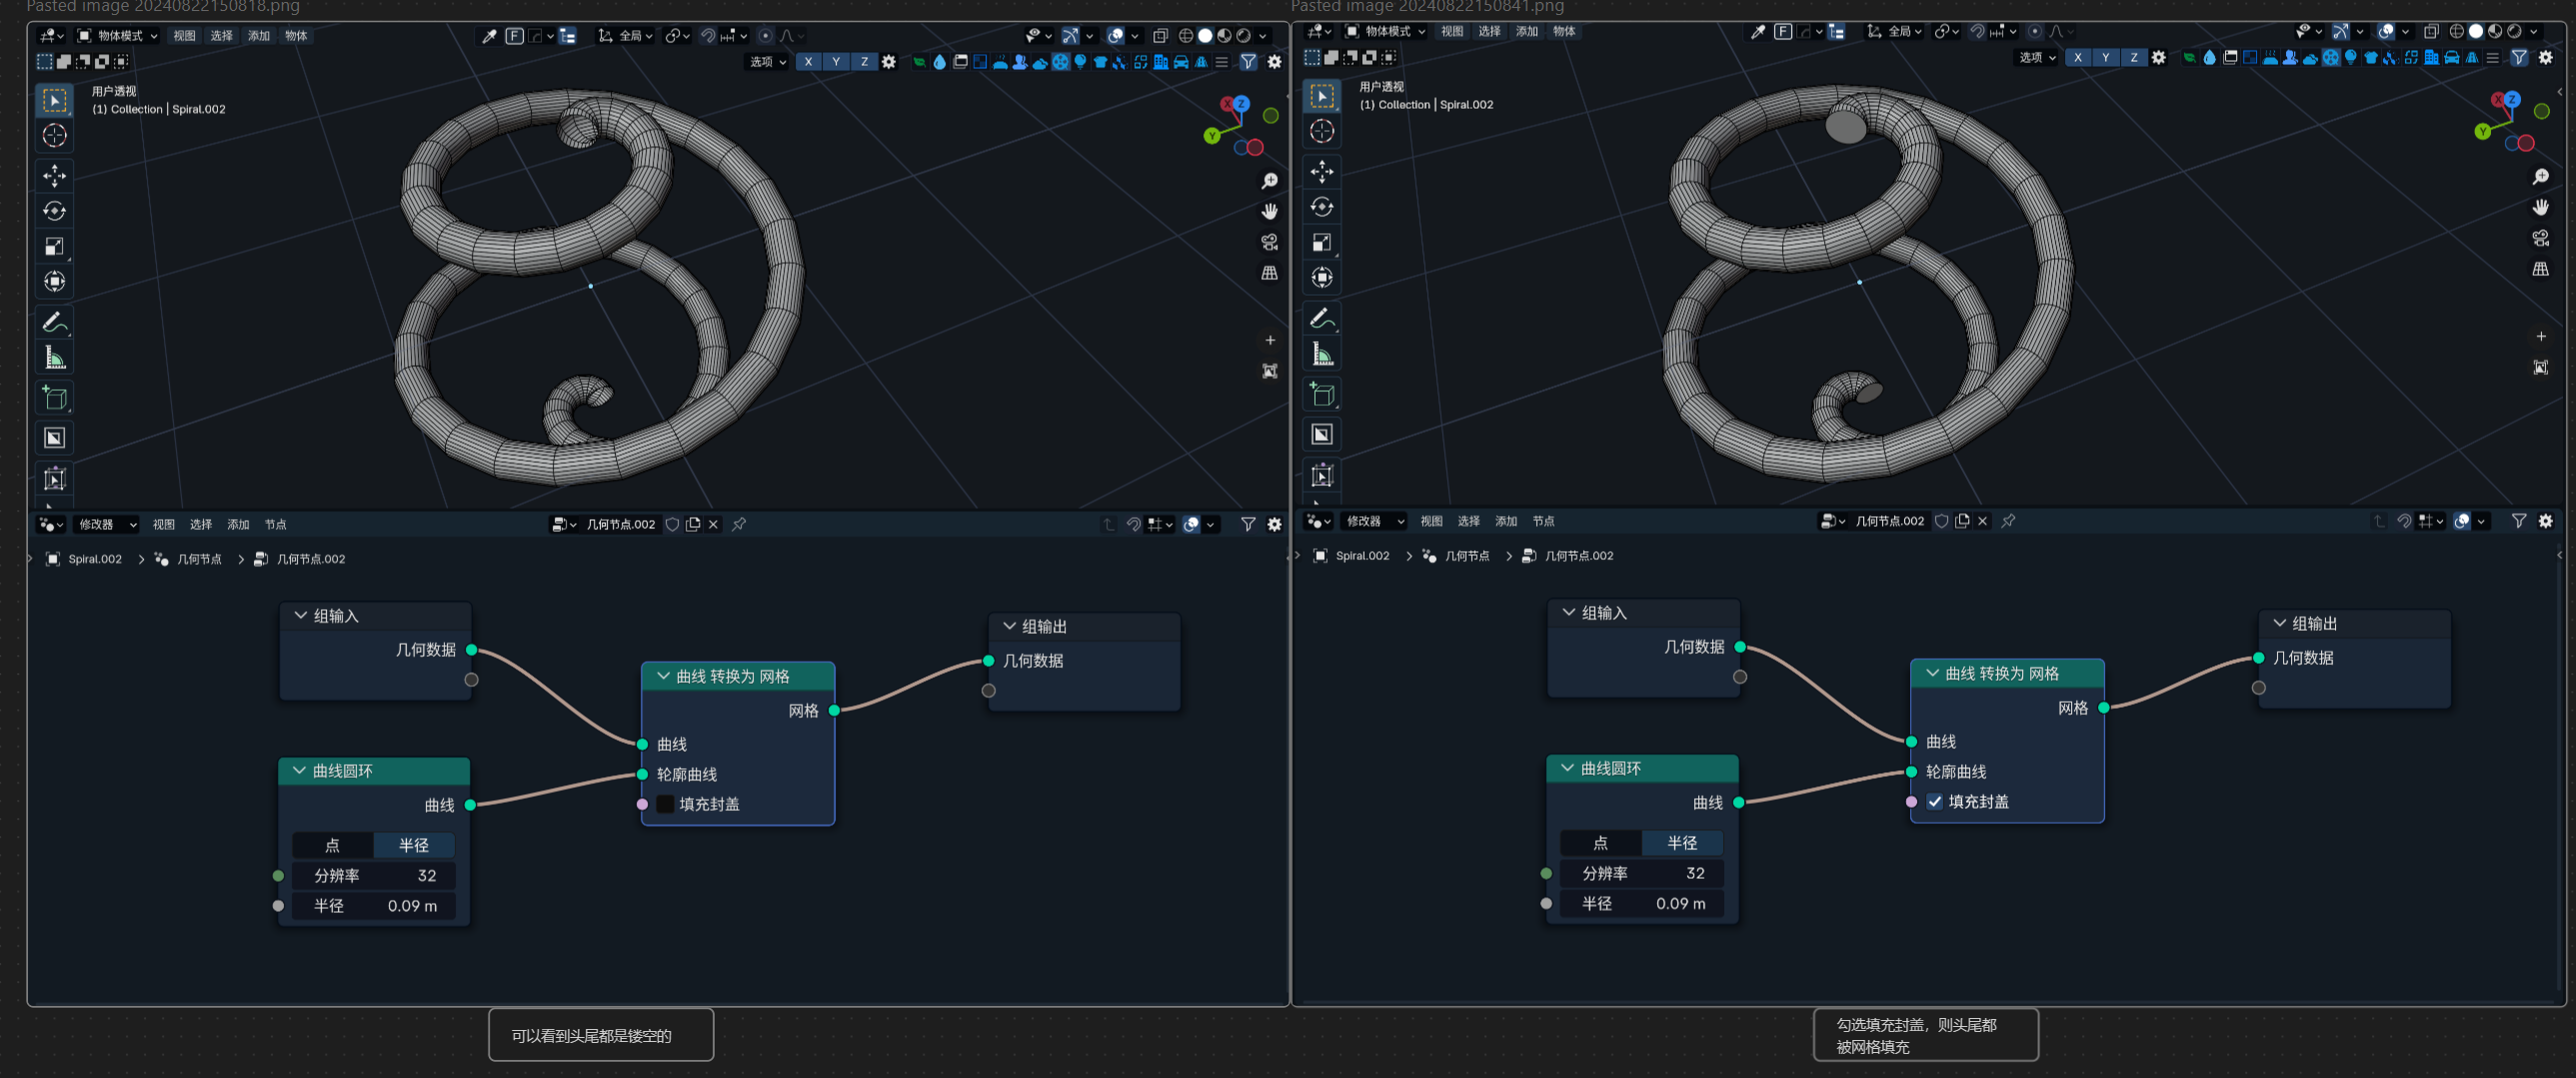 Pasted image 20240822150818.png
物体模式 视图 选择 添加 物体 F 全局
选项 X Y Z
用户透视
(1) Collection | Spiral.002
X Z
Y
修改器 视图 选择 添加 节点 几何节点.002
Spiral.002 > 几何节点 > 几何节点.002
组输入
几何数据
组输出
几何数据
曲线 转换为 网格
网格
曲线
轮廓曲线
填充封盖
曲线圆环
曲线
点 半径
分辨率 32
半径 0.09 m
可以看到头尾都是镂空的
Pasted image 20240822150841.png
物体模式 视图 选择 添加 物体 F 全局
选项 X Y Z
用户透视
(1) Collection | Spiral.002
X Z
Y
修改器 视图 选择 添加 节点 几何节点.002
Spiral.002 > 几何节点 > 几何节点.002
组输入
几何数据
组输出
几何数据
曲线 转换为 网格
网格
曲线
轮廓曲线
填充封盖
曲线圆环
曲线
点 半径
分辨率 32
半径 0.09 m
勾选填充封盖，则头尾都
被网格填充